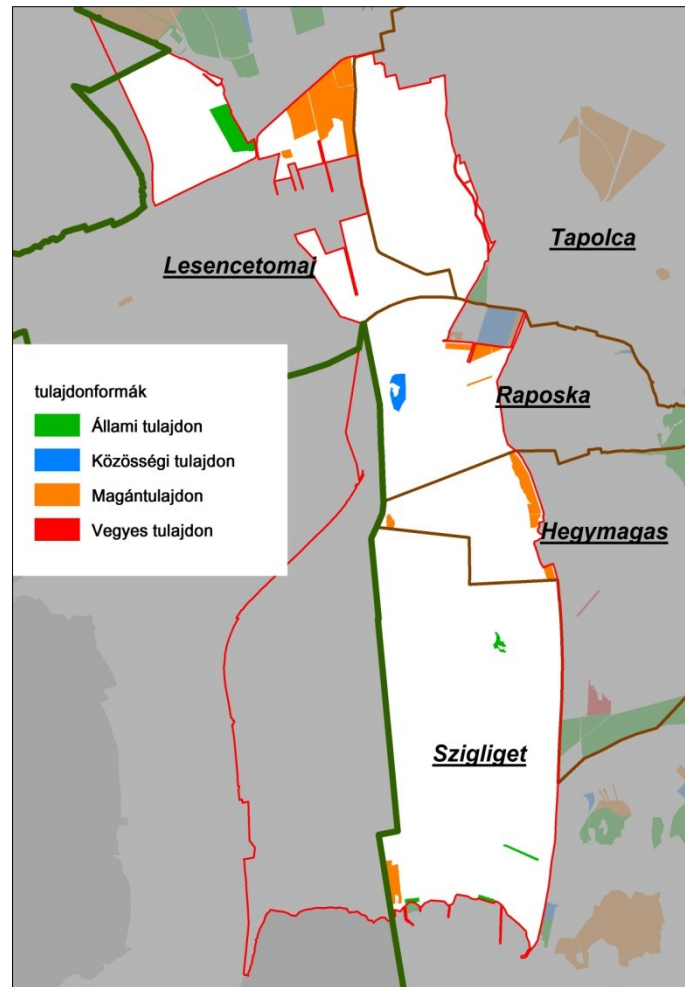 Tapolca
Lesencetomaj
tulajdonformák
Állami tulajdon
Közösségi tulajdon
Magántulajdon
Vegyes tulajdon
Raposka
Hegymagas
Szigliget